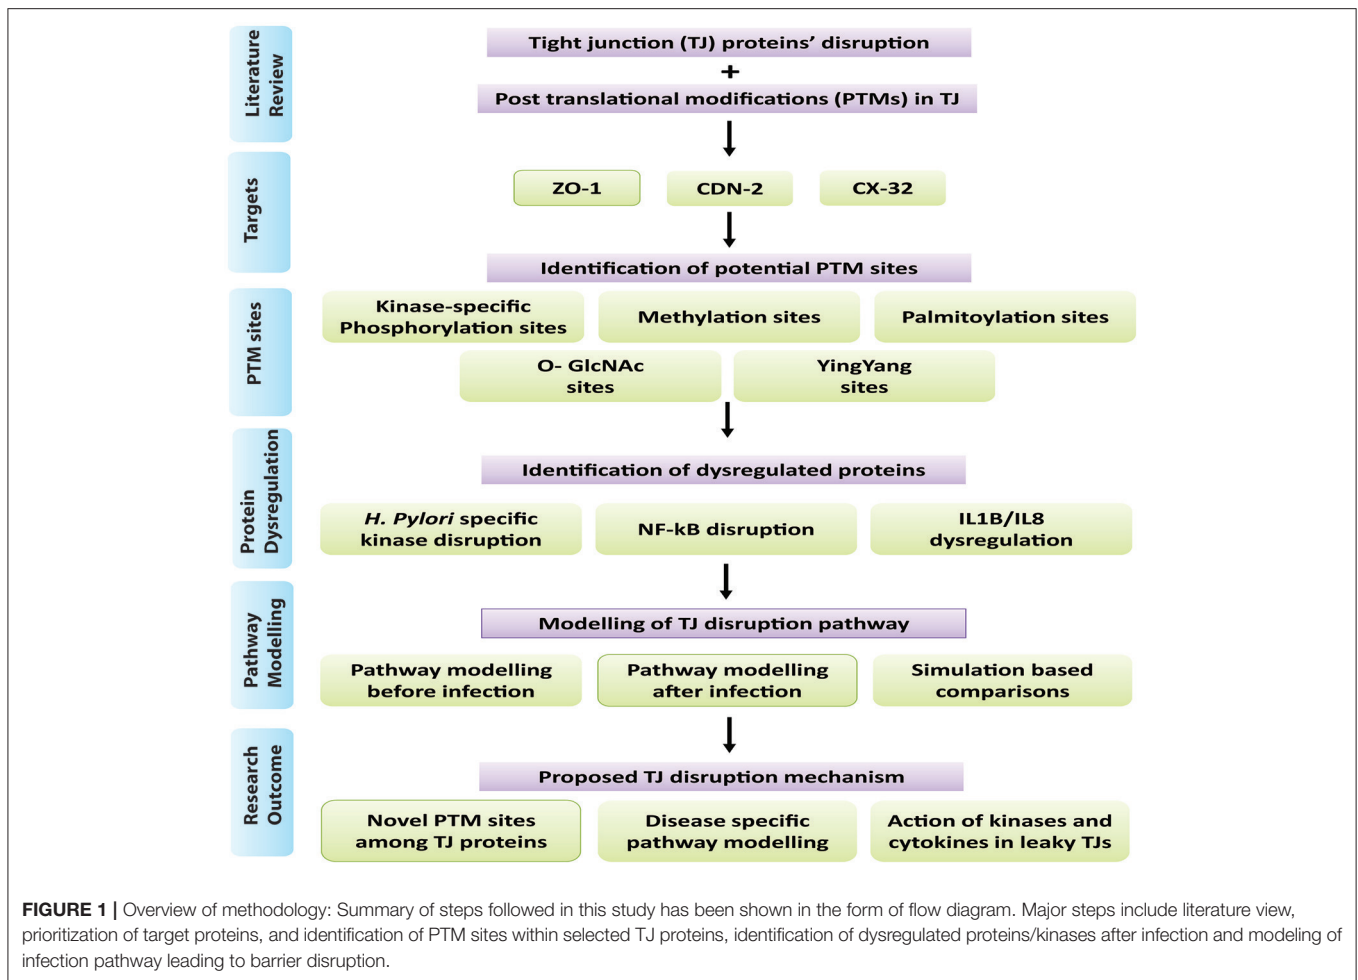 Literature
Review
Tight junction (TJ) proteins’ disruption
+
Post translational modifications (PTMs) in TJ
Targets
ZO-1
CDN-2
CX-32
Identification of potential PTM sites
PTM sites
Kinase-specific
Phosphorylation sites
Methylation sites
Palmitoylation sites
O- GlcNAc
sites
YingYang
sites
Protein
Dysregulation
Identification of dysregulated proteins
H. Pylori specific
kinase disruption
NF-kB disruption
IL1B/IL8
dysregulation
Pathway
Modelling
Modelling of TJ disruption pathway
Pathway modelling
before infection
Pathway modelling
after infection
Simulation based
comparisons
Research
Outcome
Proposed TJ disruption mechanism
Novel PTM sites
among TJ proteins
Disease specific
pathway modelling
Action of kinases and
cytokines in leaky TJs
FIGURE 1 | Overview of methodology: Summary of steps followed in this study has been shown in the form of flow diagram. Major steps include literature view,
prioritization of target proteins, and identification of PTM sites within selected TJ proteins, identification of dysregulated proteins/kinases after infection and modeling of
infection pathway leading to barrier disruption.